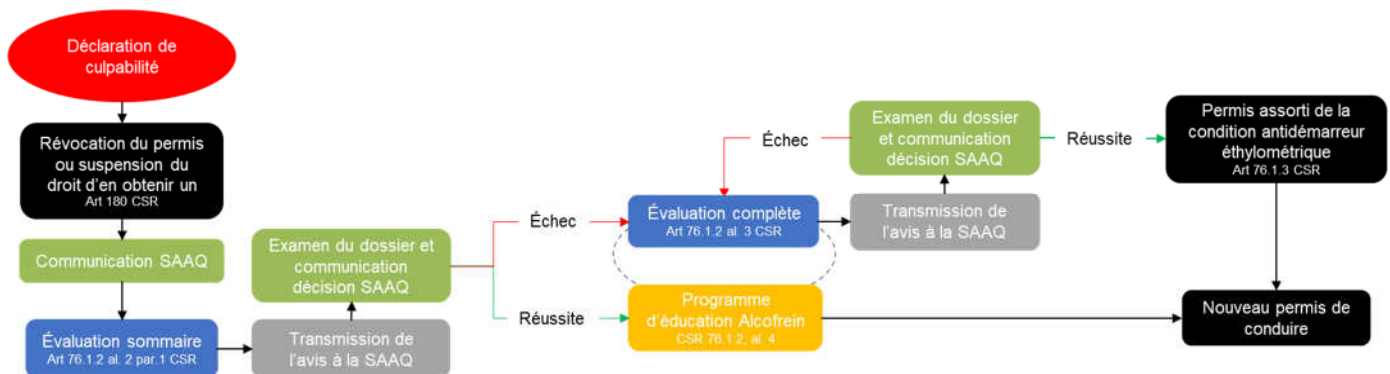 Déclaration de
culpabilité
Révocation du permis
ou suspension du
droit d'en obtenir un
Art 180 CSR
Communication SAAQ
Évaluation sommaire
Art 76.1.2 al. 2 par.1 CSR
Examen du dossier et
communication
décision SAAQ
Transmission de
l'avis à la SAAQ
Échec
Réussite
Évaluation complète
Art 76.1.2 al. 3 CSR
Programme
d'éducation Alcofrein
CSR 76.1.2, al. 4
Échec
Examen du dossier
et communication
décision SAAQ
Transmission de
l'avis à la SAAQ
Réussite
Permis assorti de la
condition antidémarreur
éthylométrique
Art 76.1.3 CSR
Nouveau permis de
conduire